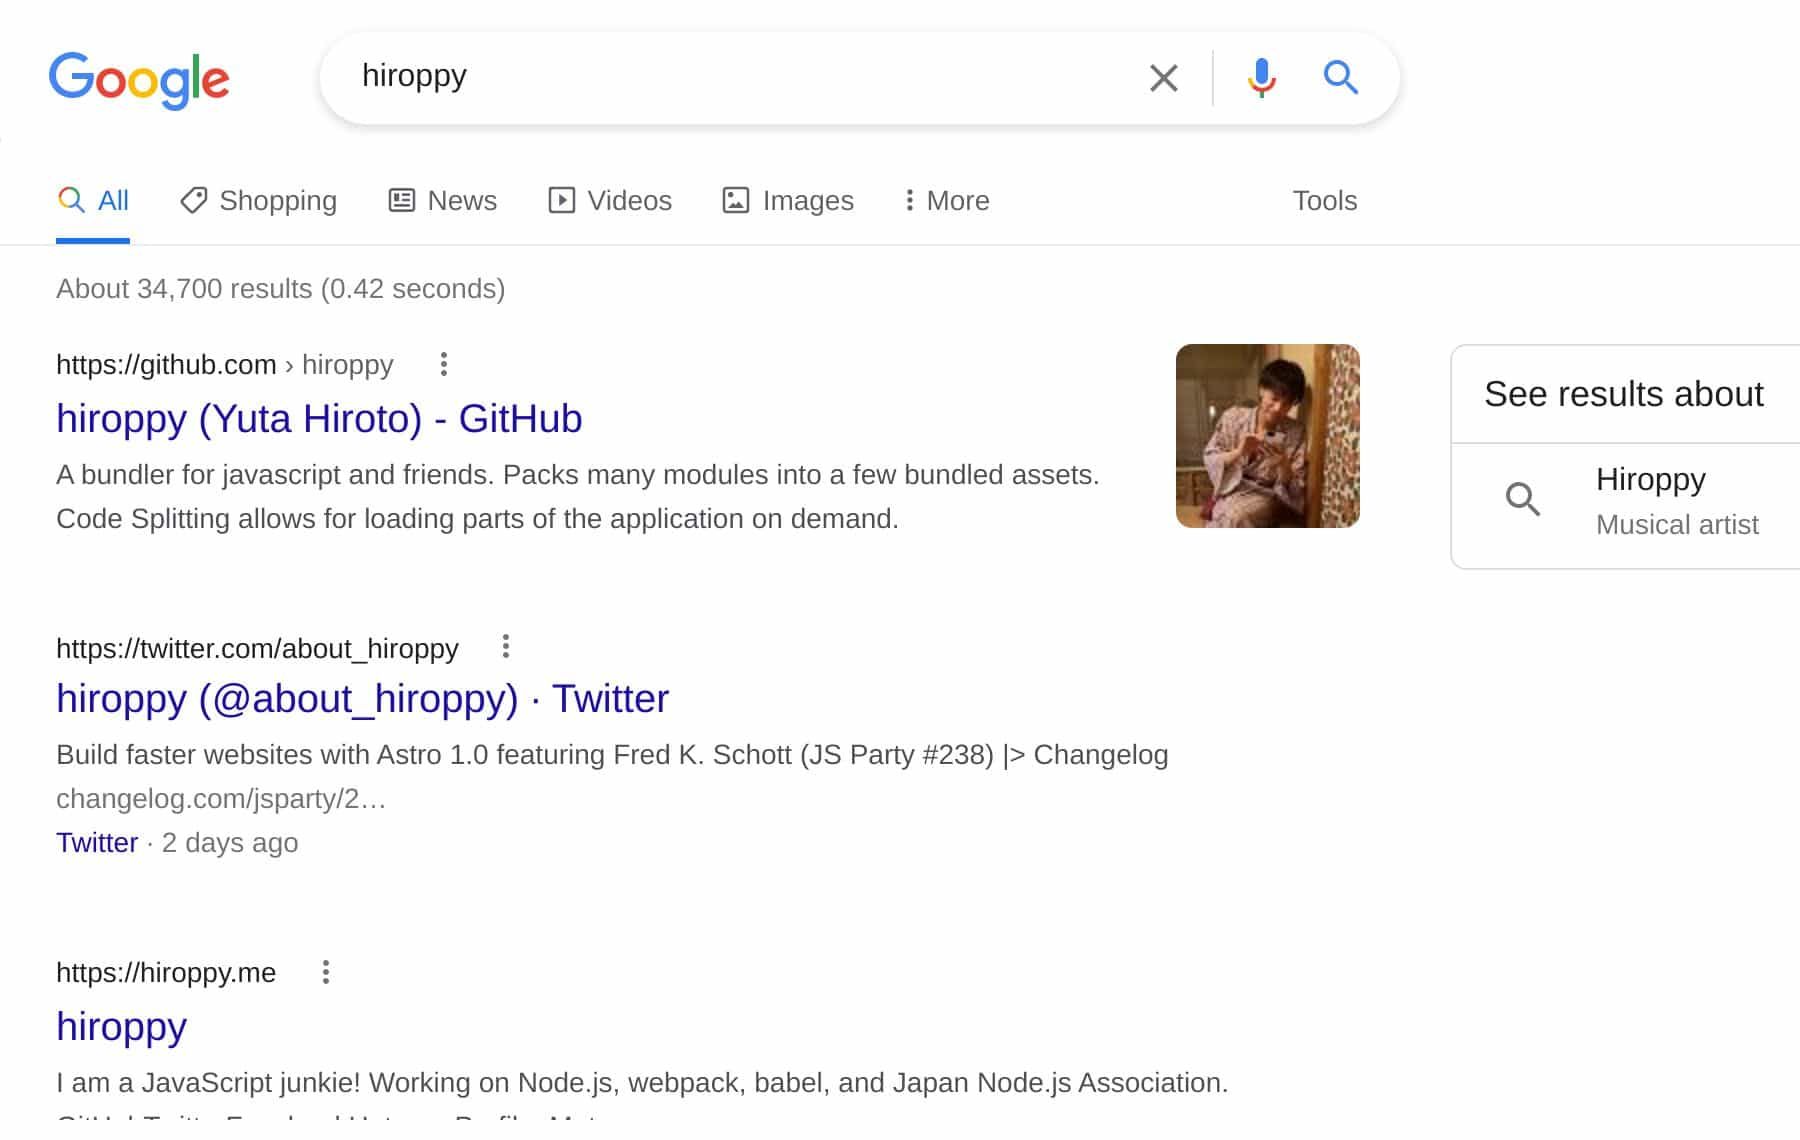 Google
hiroppy
All Shopping News Videos Images More Tools
About 34,700 results (0.42 seconds)
https://github.com › hiroppy
hiroppy (Yuta Hiroto) - GitHub
A bundler for javascript and friends. Packs many modules into a few bundled assets.
Code Splitting allows for loading parts of the application on demand.
See results about
Hiroppy
Musical artist
https://twitter.com/about_hiroppy
hiroppy (@about_hiroppy) · Twitter
Build faster websites with Astro 1.0 featuring Fred K. Schott (JS Party #238) |> Changelog
changelog.com/jsparty/2…
Twitter · 2 days ago
https://hiroppy.me
hiroppy
I am a JavaScript junkie! Working on Node.js, webpack, babel, and Japan Node.js Association.